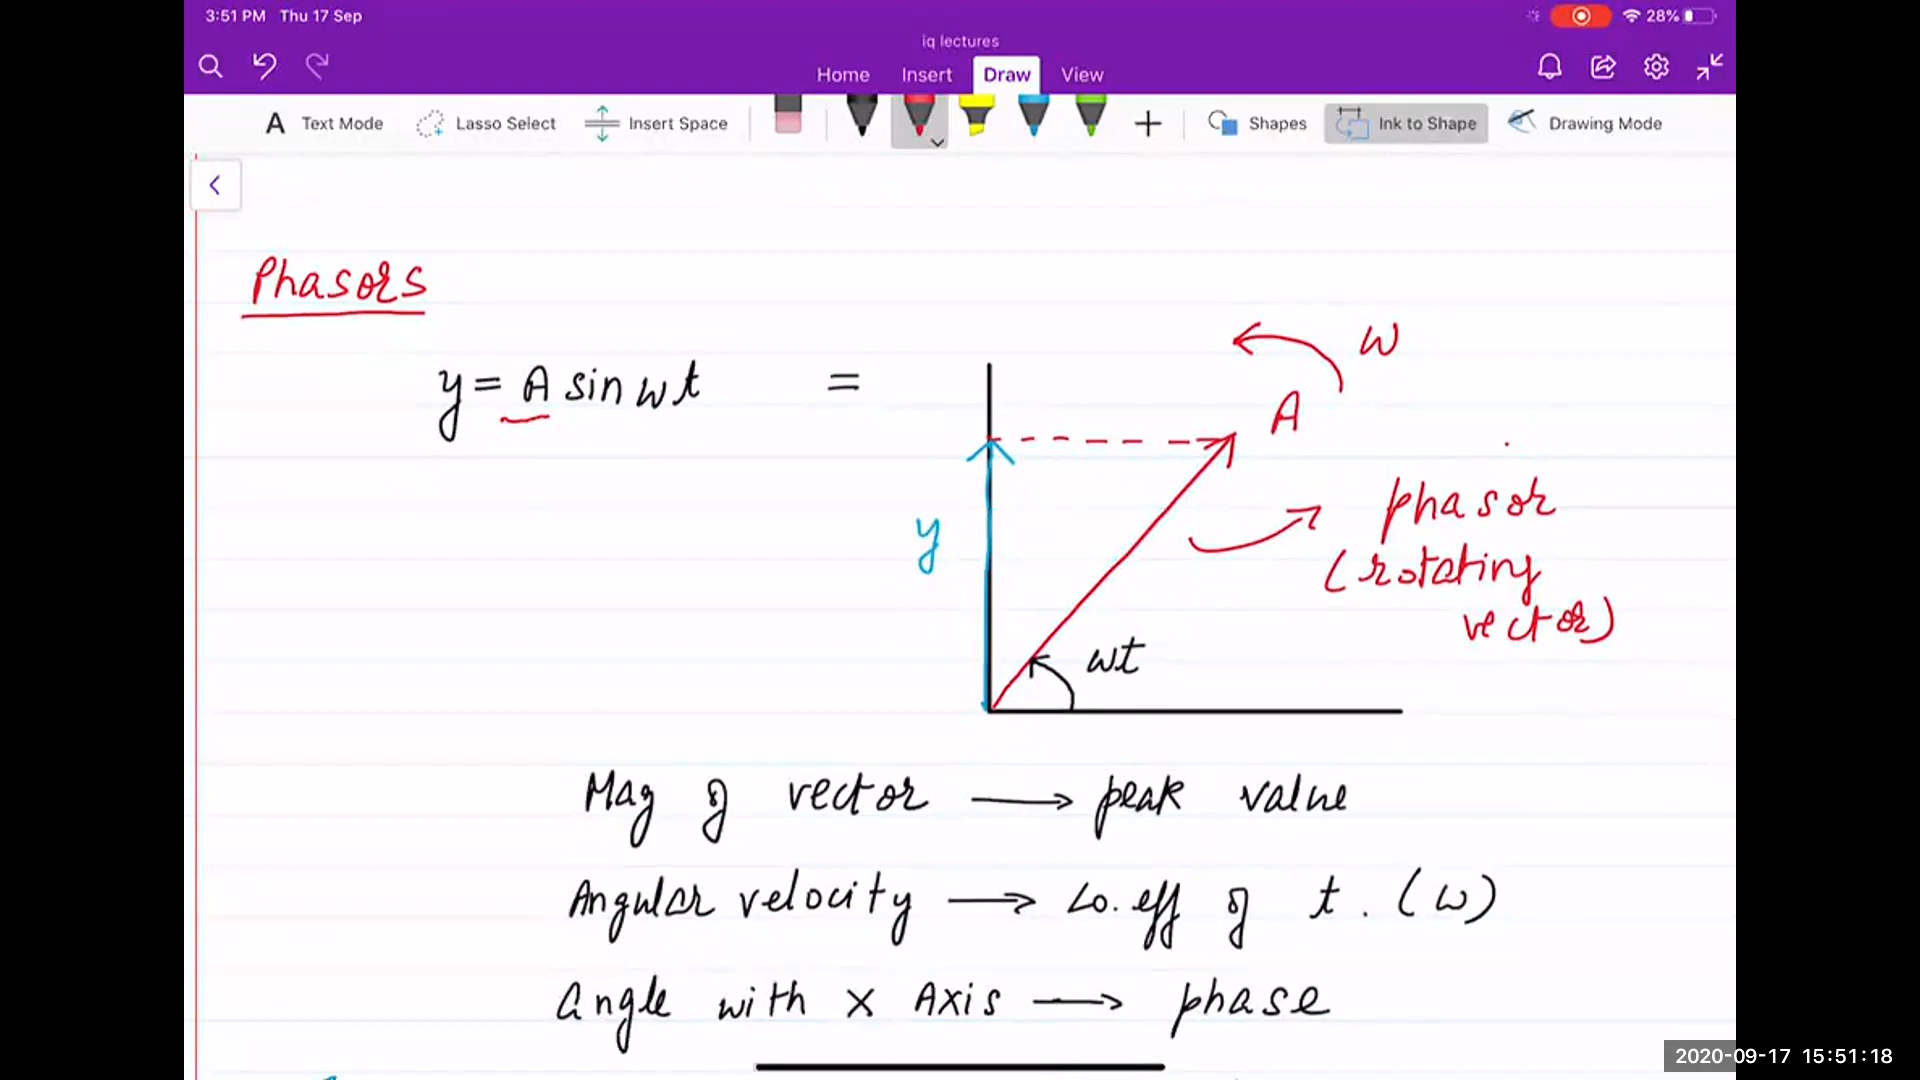 3:51 PM Thu 17 Sep
28%
iq lectures
Home Insert Draw View
A Text Mode Lasso Select Insert Space Shapes Ink to Shape Drawing Mode
Phasors
y = A sin ωt =
ω
A
y
phasor
(rotating
vector)
ωt
Mag of vector → peak value
Angular velocity → Co.eff of t. (ω)
Angle with X Axis → phase
2020-09-17 15:51:18